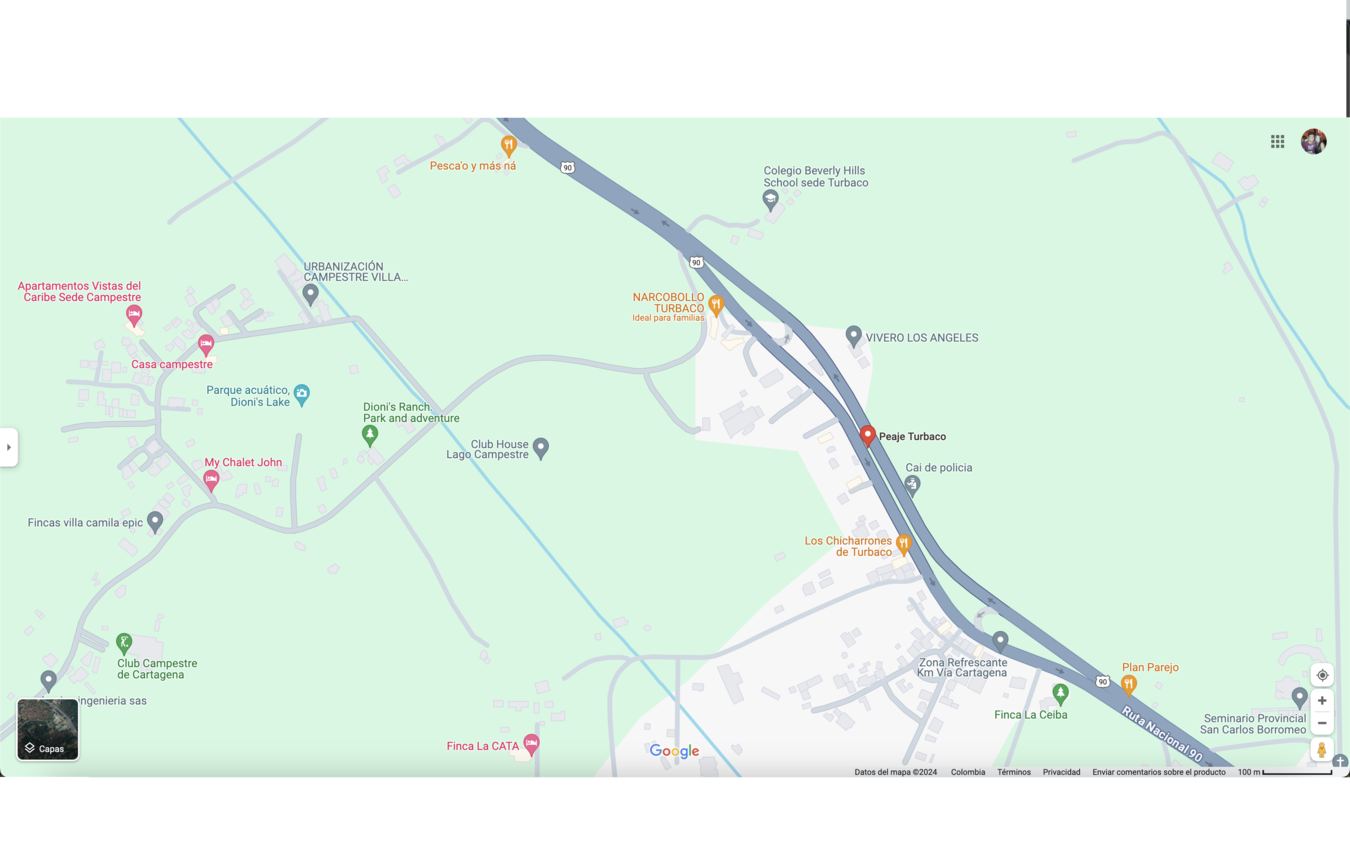 Pesca'o y más ná
90
Colegio Beverly Hills
School sede Turbaco
URBANIZACIÓN
CAMPESTRE VILLA...
90
Apartamentos Vistas del
Caribe Sede Campestre
NARCOBOLLO
TURBACO
Ideal para familias
VIVERO LOS ANGELES
Casa campestre
Parque acuático,
Dioni's Lake
Dioni's Ranch.
Park and adventure
Club House
Lago Campestre
Peaje Turbaco
My Chalet John
Cai de policia
Fincas villa camila epic
Los Chicharrones
de Turbaco
Club Campestre
de Cartagena
Zona Refrescante
Km Vía Cartagena
Plan Parejo
90
ingenieria sas
Finca La Ceiba
Ruta Nacional 90
Seminario Provincial
San Carlos Borromeo
Capas
Finca La CATA
Google
Datos del mapa ©2024 Colombia Términos Privacidad Enviar comentarios sobre el producto 100 m